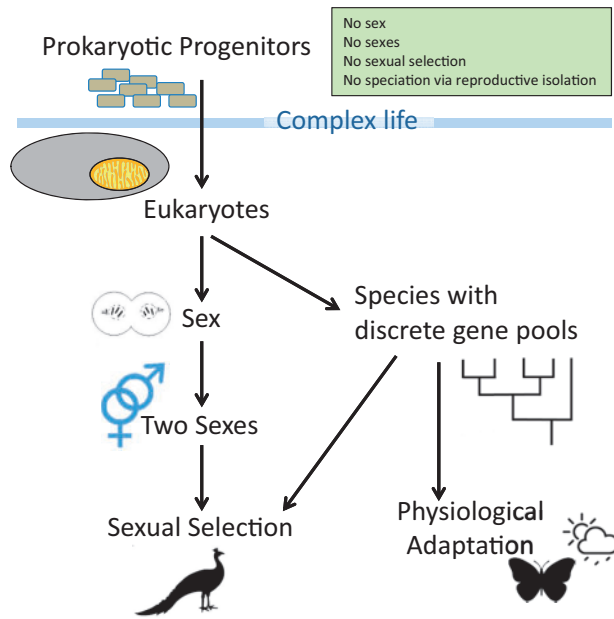 Prokaryotic Progenitors
No sex
No sexes
No sexual selection
No speciation via reproductive isolation
Complex life
Eukaryotes
Sex
Species with
discrete gene pools
Two Sexes
Sexual Selection
Physiological
Adaptation